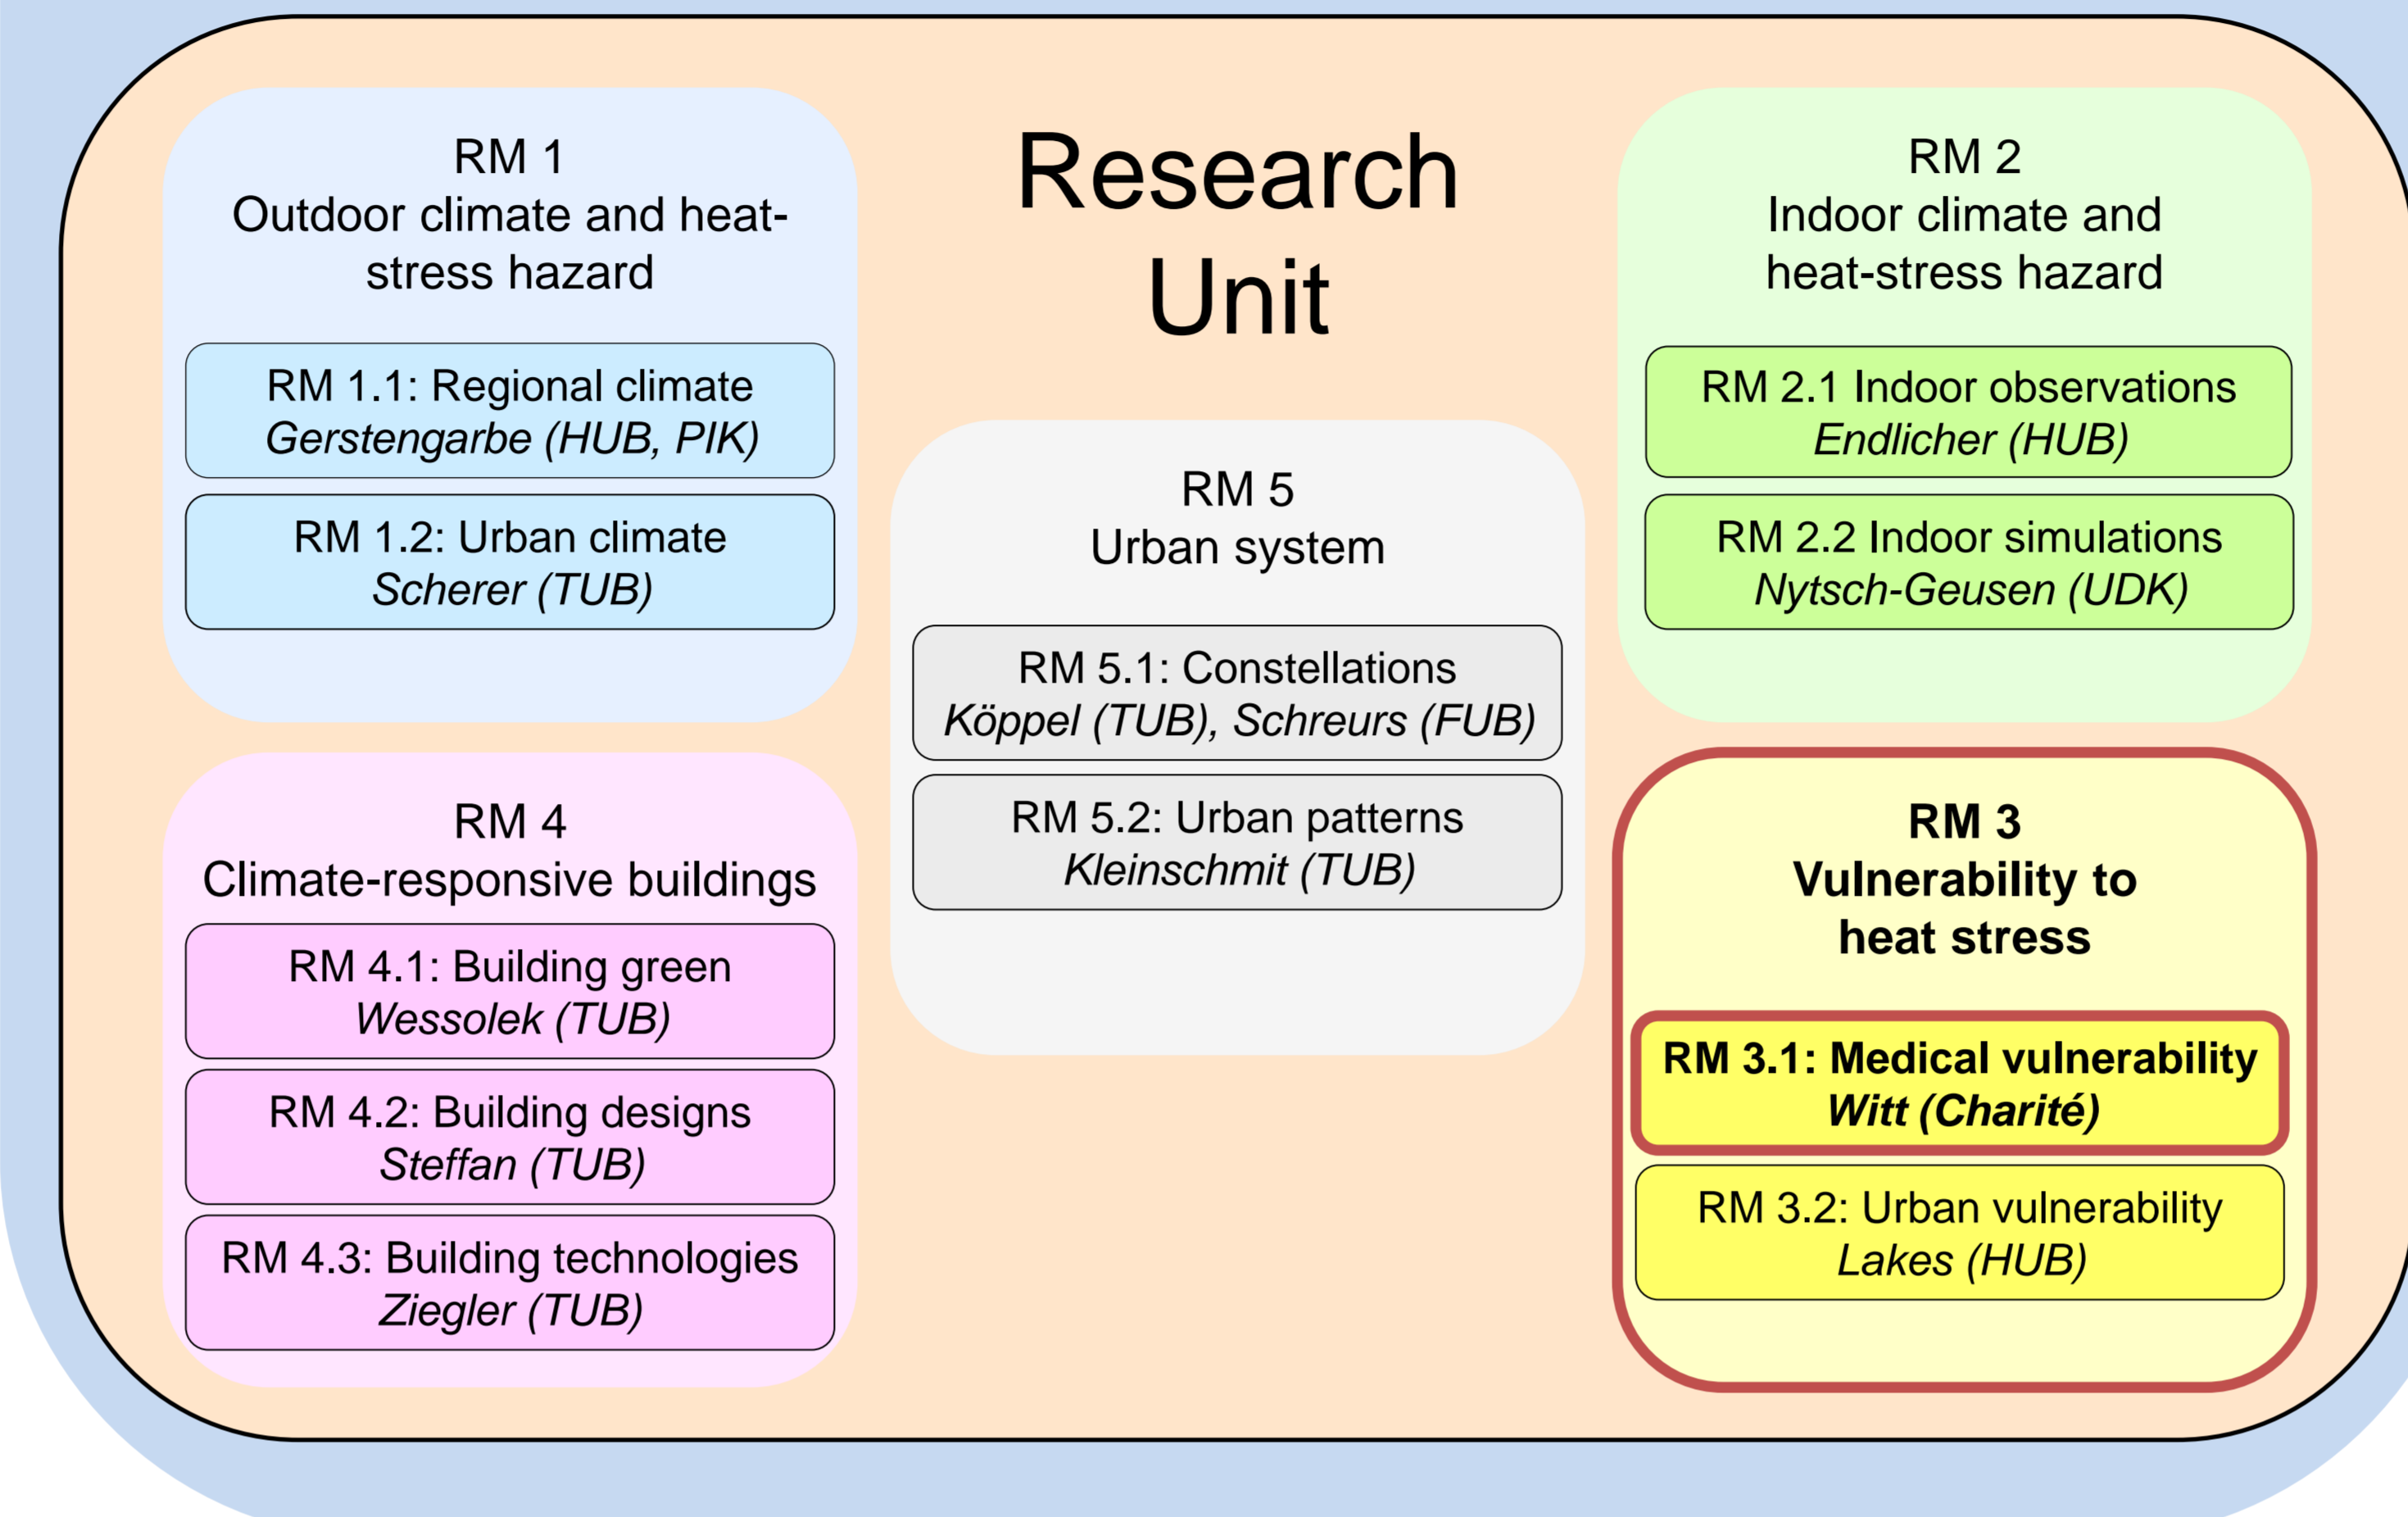 Research
Unit
RM 1
Outdoor climate and heat-
stress hazard
RM 1.1: Regional climate
Gerstengarbe (HUB, PIK)
RM 1.2: Urban climate
Scherer (TUB)
RM 2
Indoor climate and
heat-stress hazard
RM 2.1 Indoor observations
Endlicher (HUB)
RM 2.2 Indoor simulations
Nytsch-Geusen (UDK)
RM 5
Urban system
RM 5.1: Constellations
Köppel (TUB), Schreurs (FUB)
RM 5.2: Urban patterns
Kleinschmit (TUB)
RM 4
Climate-responsive buildings
RM 4.1: Building green
Wessolek (TUB)
RM 4.2: Building designs
Steffan (TUB)
RM 4.3: Building technologies
Ziegler (TUB)
RM 3
Vulnerability to
heat stress
RM 3.1: Medical vulnerability
Witt (Charité)
RM 3.2: Urban vulnerability
Lakes (HUB)